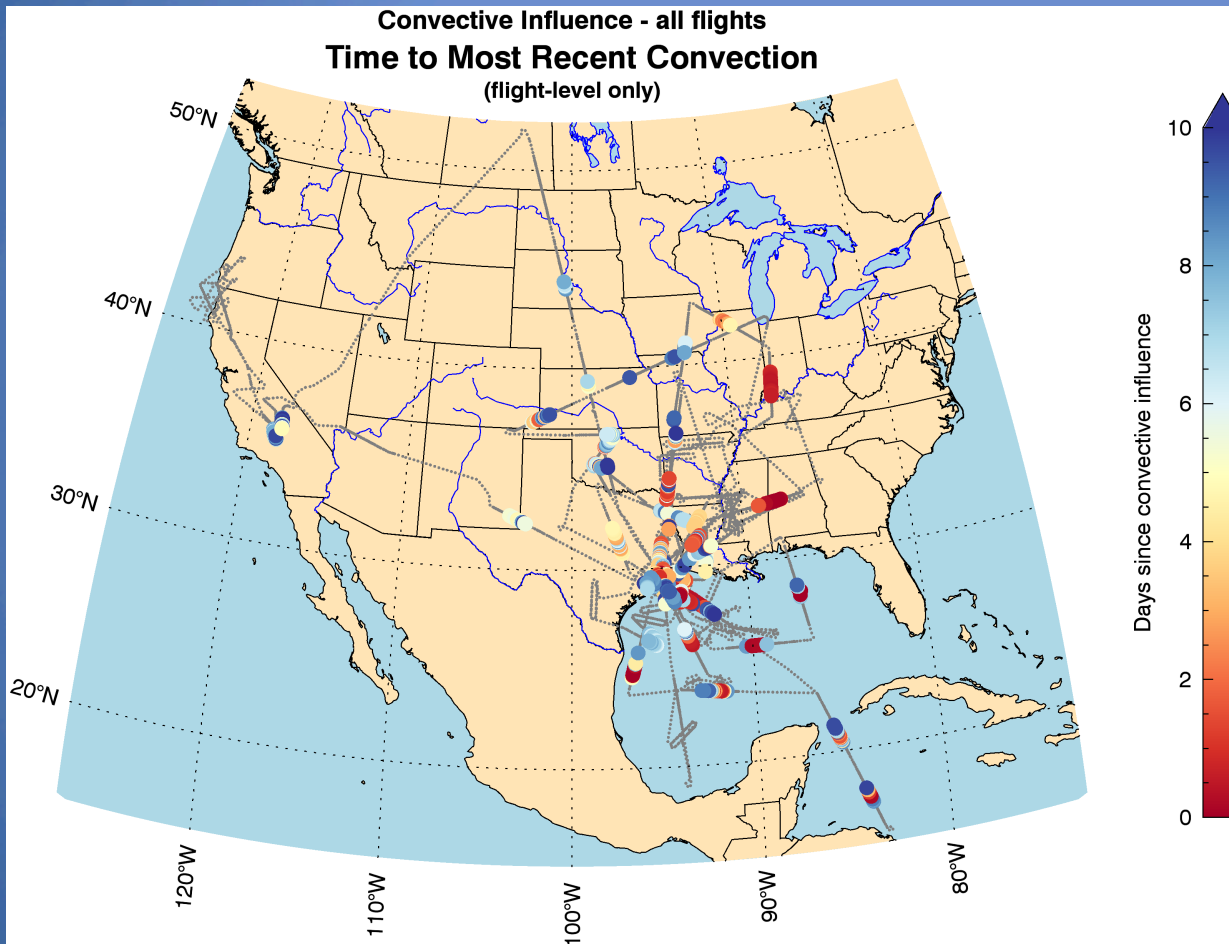 Convective Influence - all flights
Time to Most Recent Convection
(flight-level only)
50°N
40°N
30°N
20°N
120°W
110°W
100°W
90°W
80°W
10
8
6
4
2
0
Days since convective influence